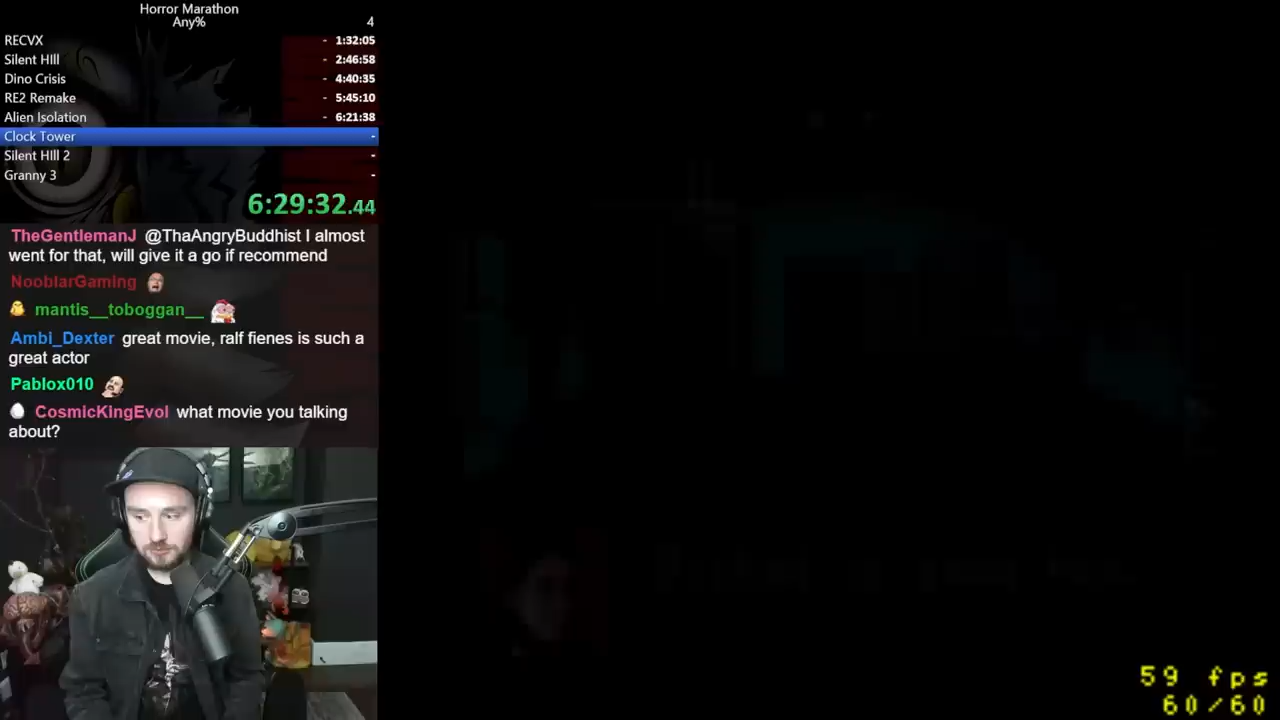 Horror Marathon
Any%
4
RECVX - 1:32:05
Silent HIll - 2:46:58
Dino Crisis - 4:40:35
RE2 Remake - 5:45:10
Alien Isolation - 6:21:38
Clock Tower -
Silent HIll 2 -
Granny 3 -
6:29:32.44
TheGentlemanJ @ThaAngryBuddhist I almost
went for that, will give it a go if recommend
NooblarGaming
mantis__toboggan__
Ambi_Dexter great movie, ralf fienes is such a
great actor
Pablox010
CosmicKingEvol what movie you talking
about?
59 fps
60/60